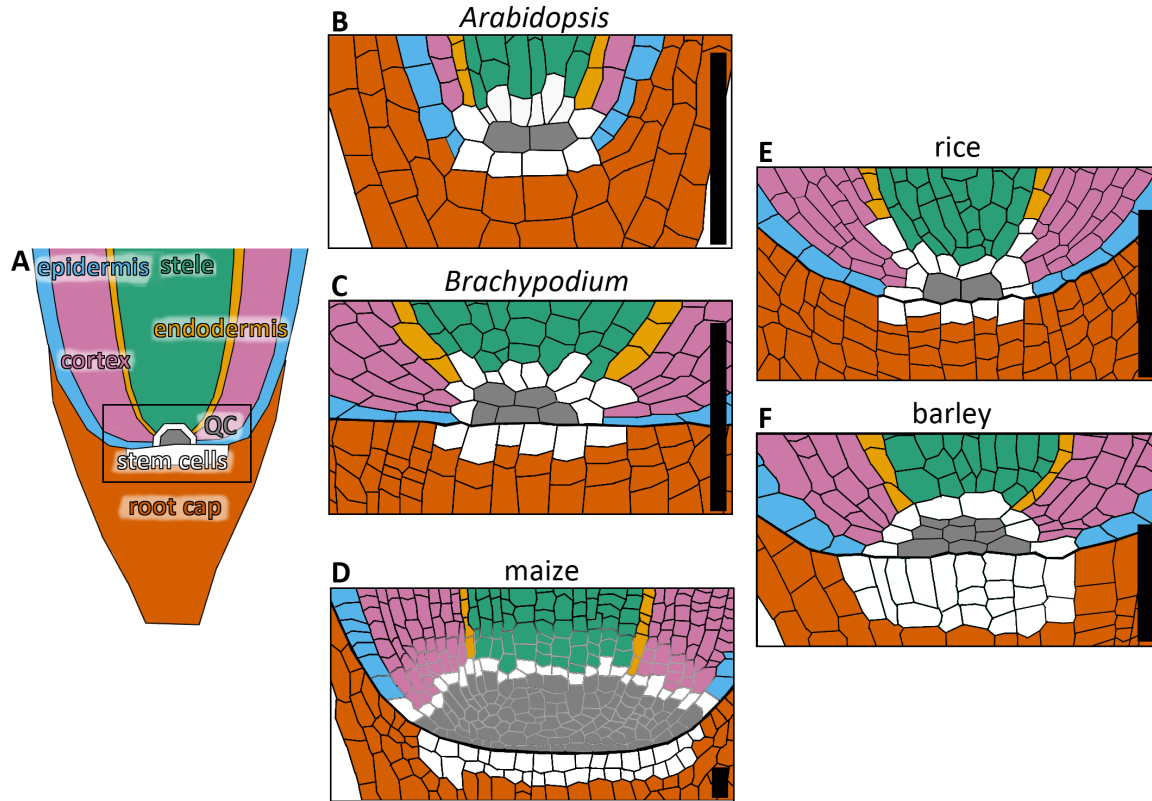 A
epidermis
stele
endodermis
cortex
QC
stem cells
root cap
B
Arabidopsis
C
Brachypodium
D
maize
E
rice
F
barley